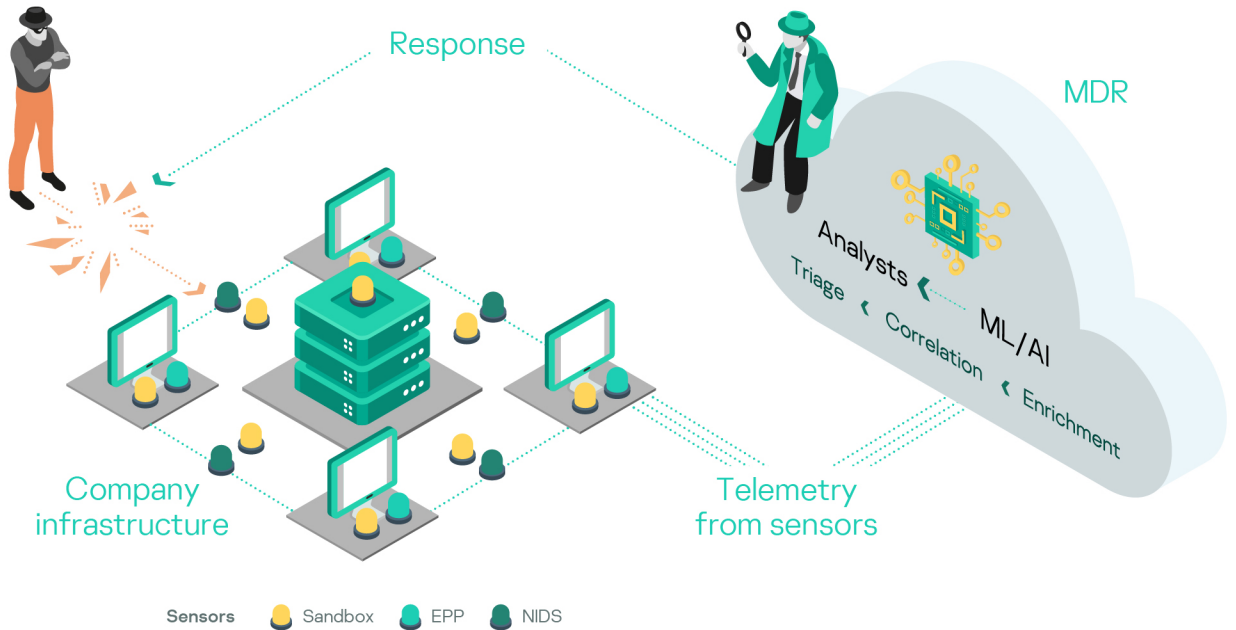 Response
MDR
Analysts
ML/AI
Triage
Correlation
Enrichment
Company
infrastructure
Telemetry
from sensors
Sensors Sandbox EPP NIDS